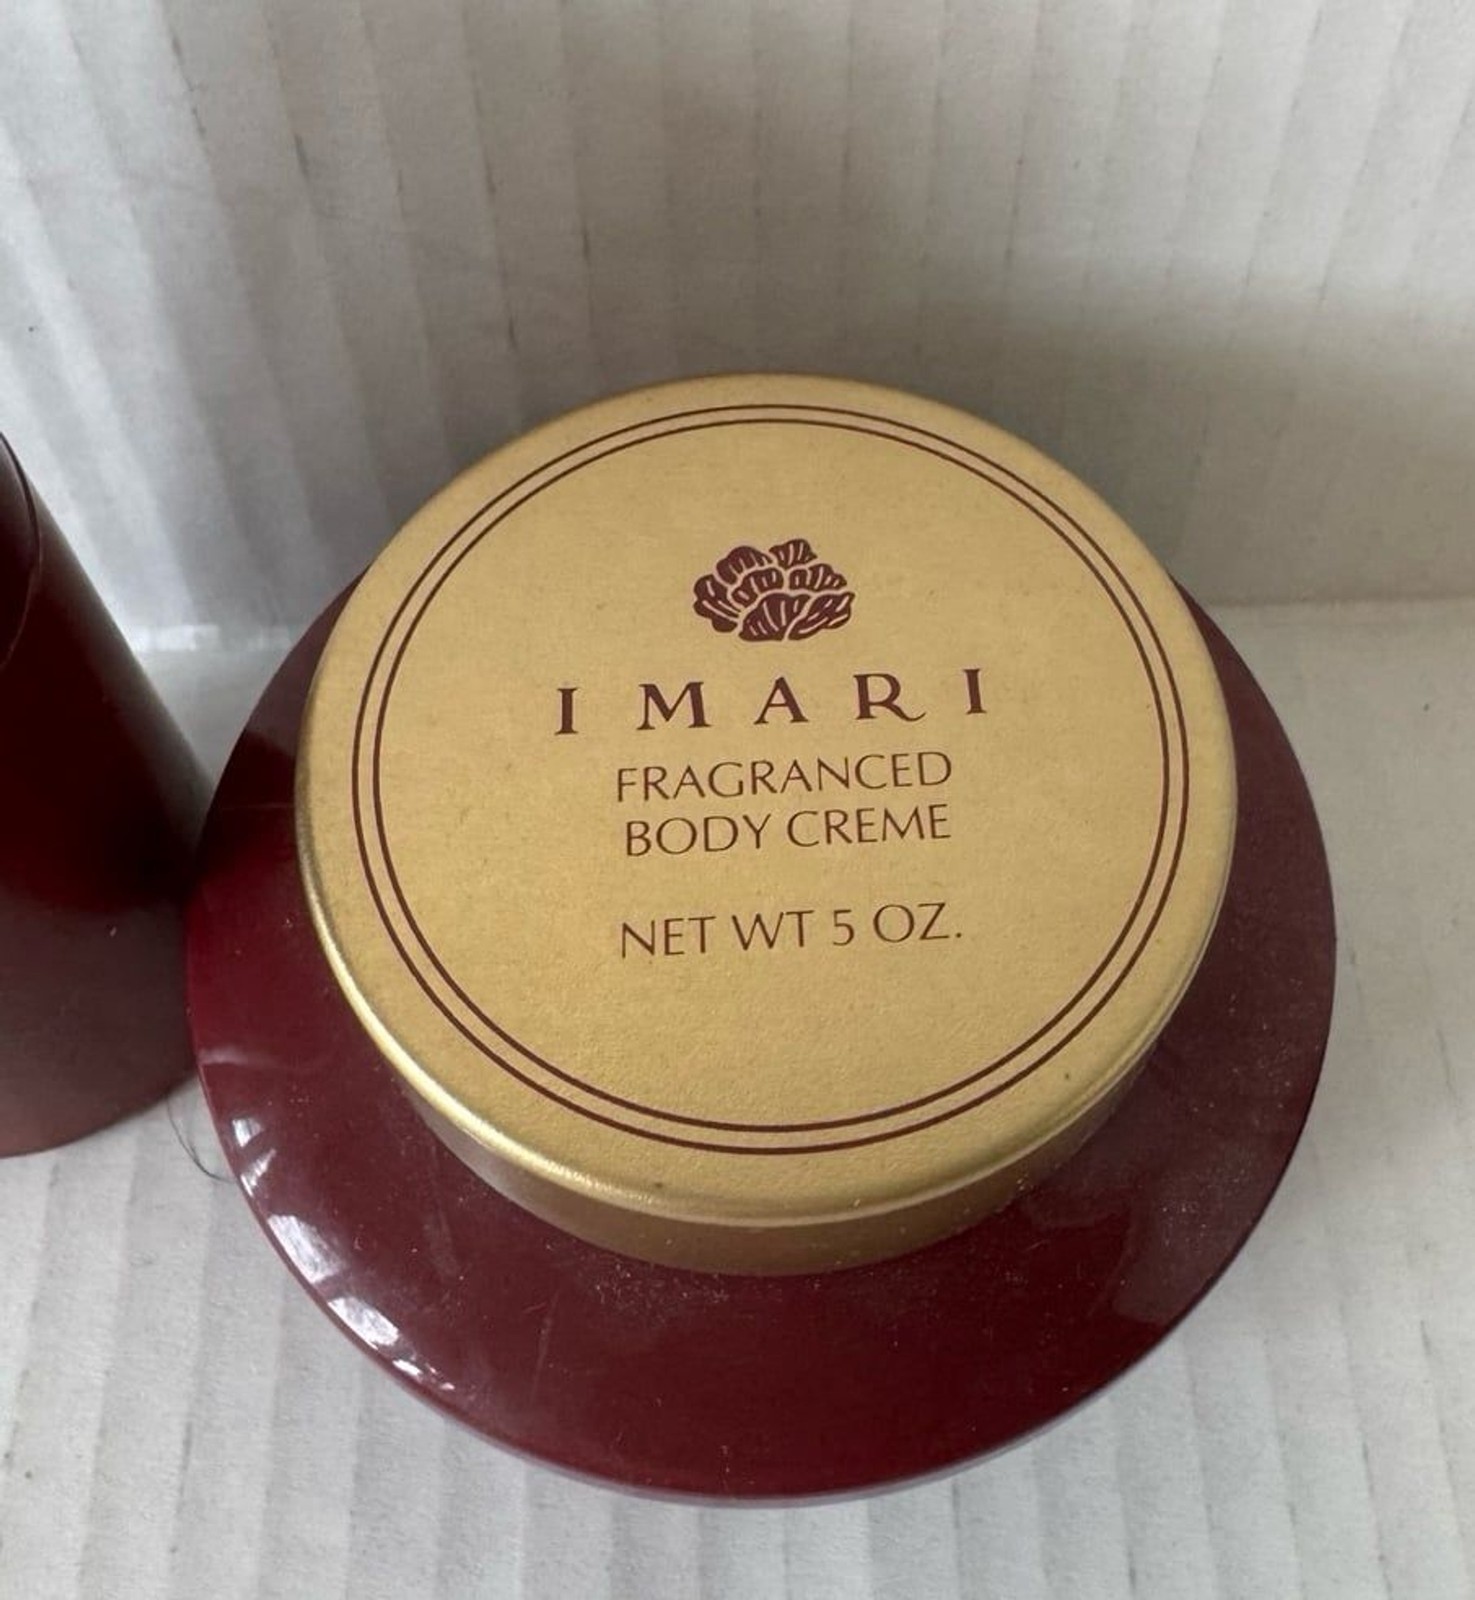 IMARI
FRAGRANCED
BODY CREME
NET WT 5 OZ.